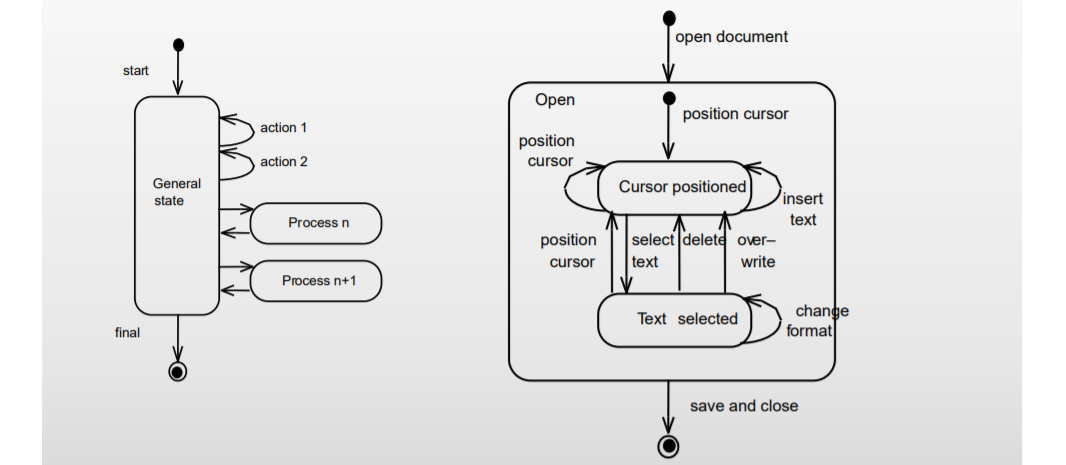 start
action 1
action 2
General
state
Process n
Process n+1
final
open document
Open
position cursor
position
cursor
Cursor positioned
insert
text
position
cursor
select
text
delete
over–
write
Text selected
change
format
save and close